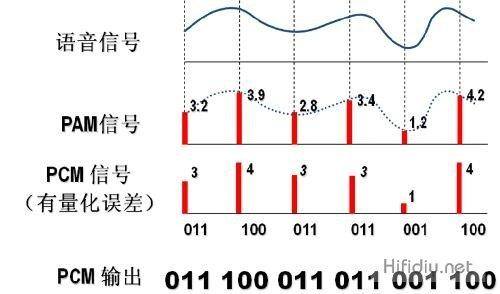 语音信号
PAM信号
3.2 3.9 2.8 3.4 1.2 4.2
PCM 信号
（有量化误差）
3 4 3 3 1 4
011 100 011 011 001 100
PCM 输出
011 100 011 011 001 100
Hifidiu.net